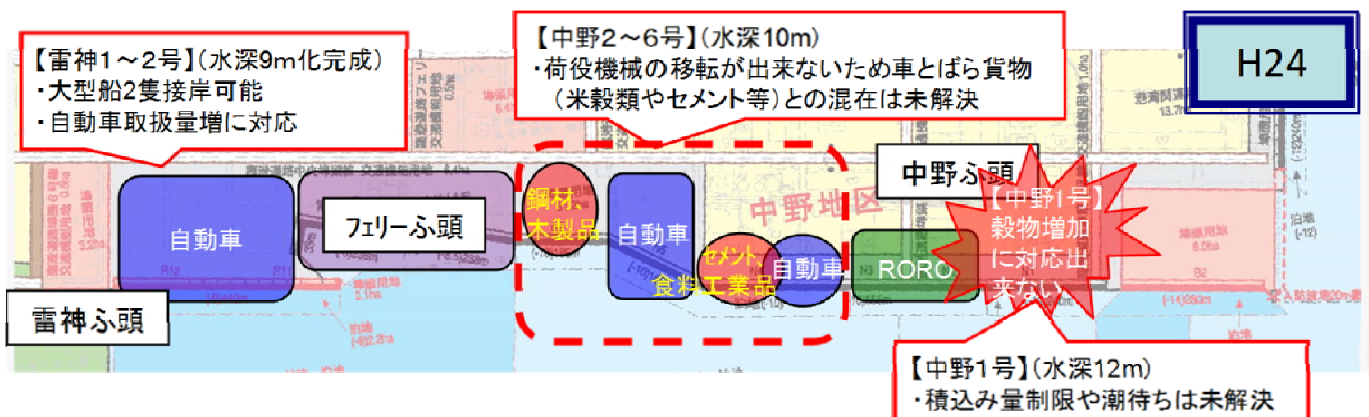 【雷神1~2号】(水深9m化完成)
・大型船2隻接岸可能
・自動車取扱量増に対応
【中野2~6号】(水深10m)
・荷役機械の移転が出来ないため車とばら貨物
(米穀類やセメント等)との混在は未解決
H24
自動車
フェリーふ頭
鋼材、
木製品
自動車
セメント、
食料工業品
自動車
中野地区
中野ふ頭
RORO
【中野1号】
穀物増加
に対応出
来ない
雷神ふ頭
【中野1号】(水深12m)
・積込み量制限や潮待ちは未解決